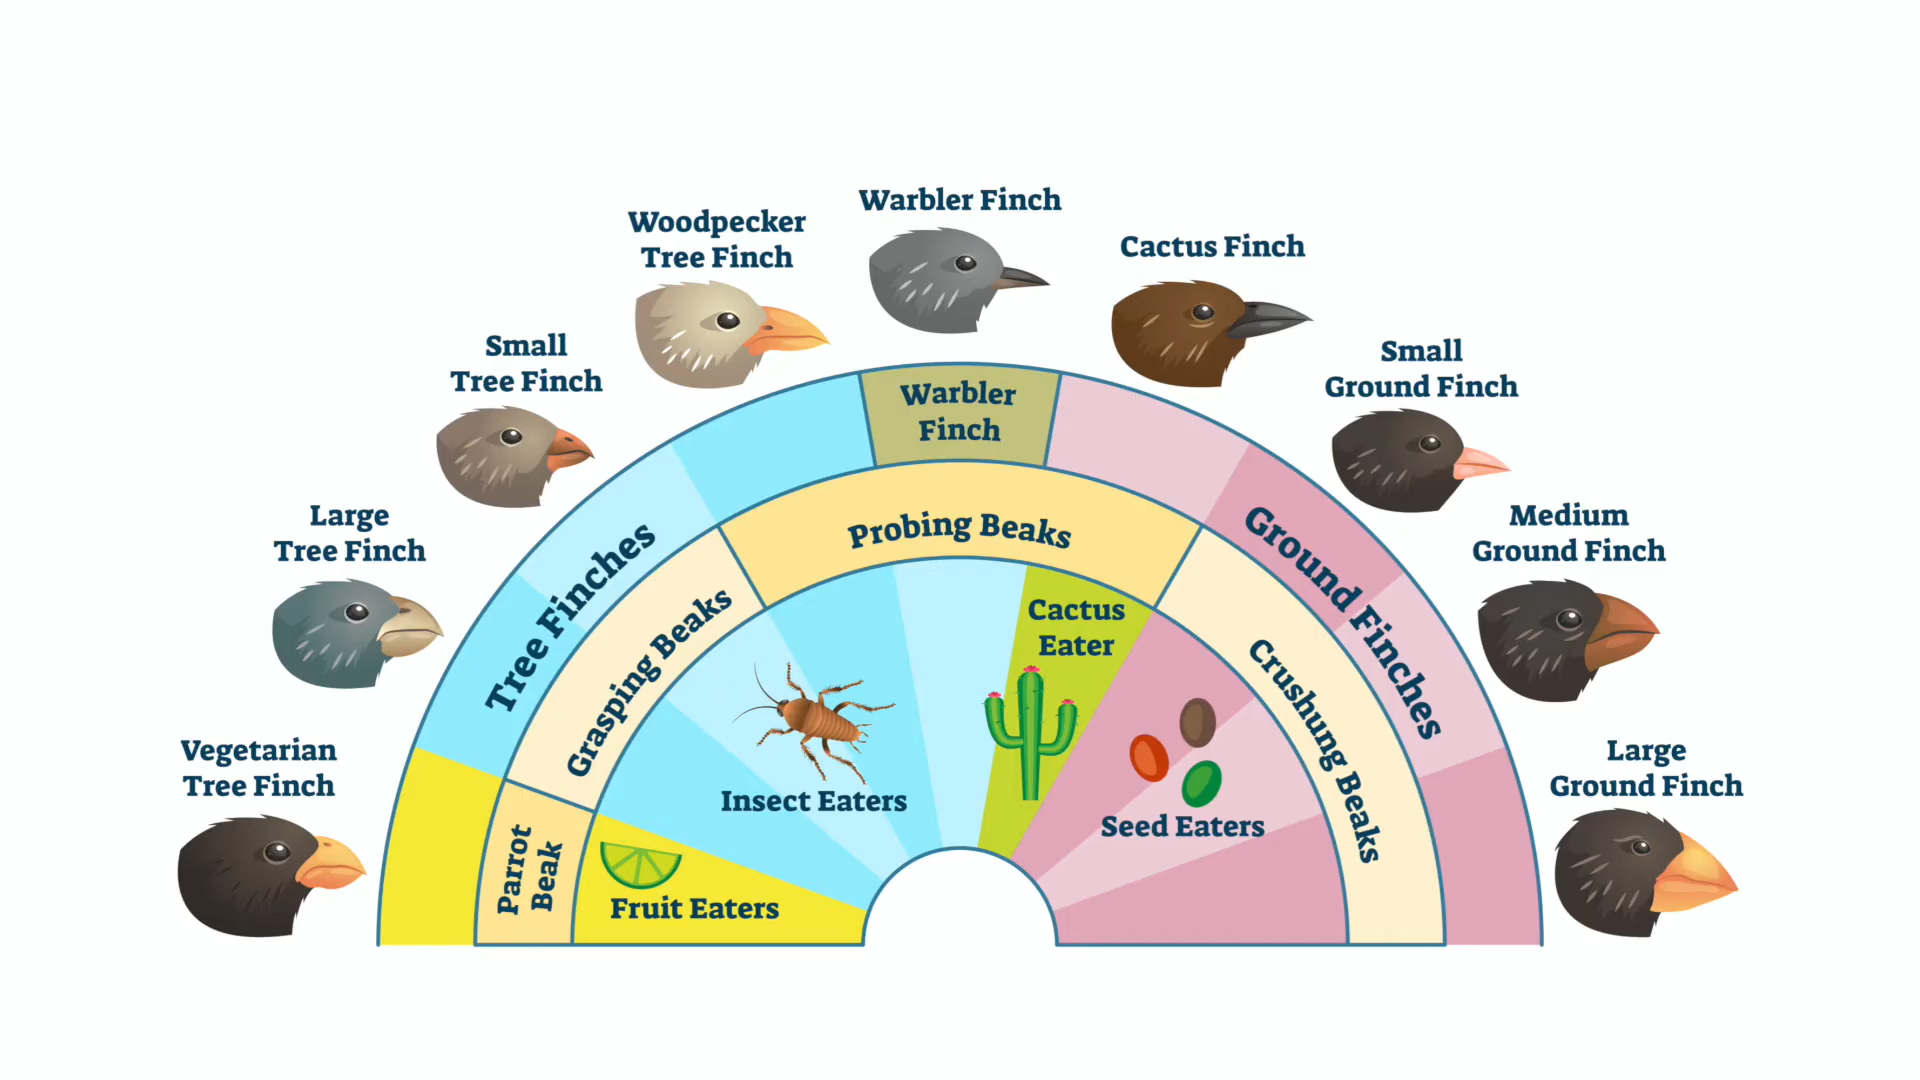 Warbler Finch
Woodpecker
Tree Finch
Cactus Finch
Small
Tree Finch
Small
Ground Finch
Large
Tree Finch
Medium
Ground Finch
Vegetarian
Tree Finch
Large
Ground Finch
Warbler
Finch
Tree Finches
Ground Finches
Probing Beaks
Grasping Beaks
Crushung Beaks
Parrot
Beak
Cactus
Eater
Insect Eaters
Seed Eaters
Fruit Eaters